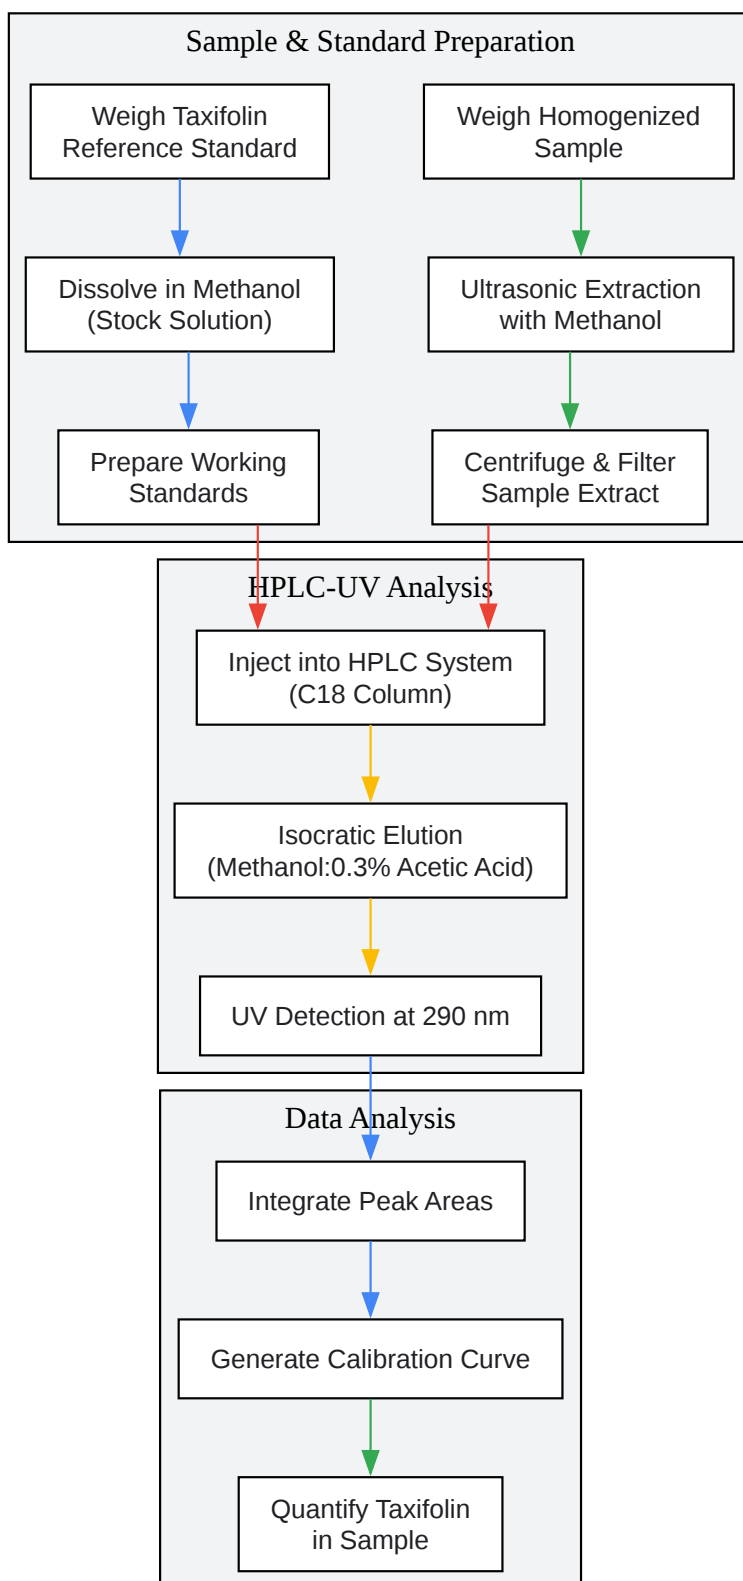 Sample & Standard Preparation
Weigh Taxifolin
Reference Standard
Weigh Homogenized
Sample
Dissolve in Methanol
(Stock Solution)
Ultrasonic Extraction
with Methanol
Prepare Working
Standards
Centrifuge & Filter
Sample Extract
HPLC-UV Analysis
Inject into HPLC System
(C18 Column)
Isocratic Elution
(Methanol:0.3% Acetic Acid)
UV Detection at 290 nm
Data Analysis
Integrate Peak Areas
Generate Calibration Curve
Quantify Taxifolin
in Sample